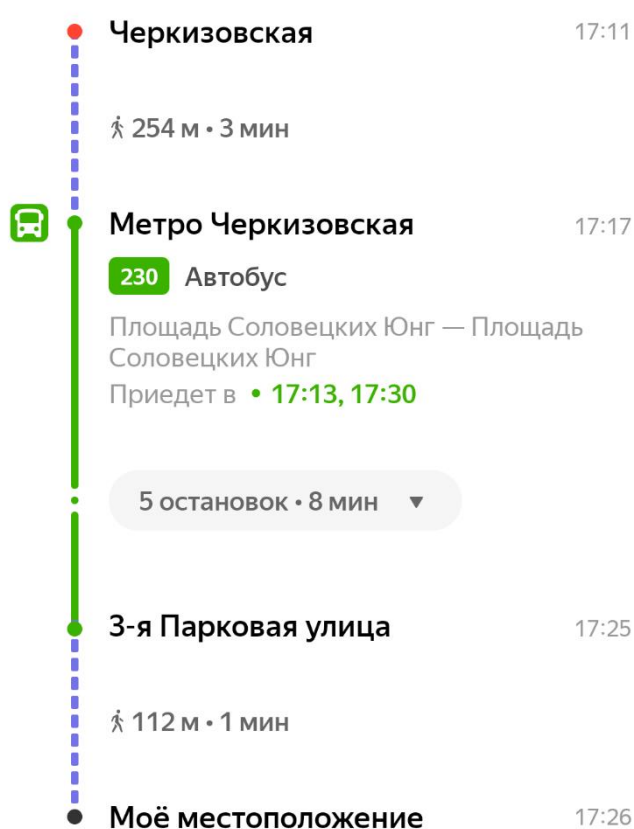 Черкизовская 17:11
254 м • 3 мин
Метро Черкизовская 17:17
230 Автобус
Площадь Соловецких Юнг — Площадь
Соловецких Юнг
Приедет в • 17:13, 17:30
5 остановок • 8 мин ▼
3-я Парковая улица 17:25
112 м • 1 мин
Моё местоположение 17:26